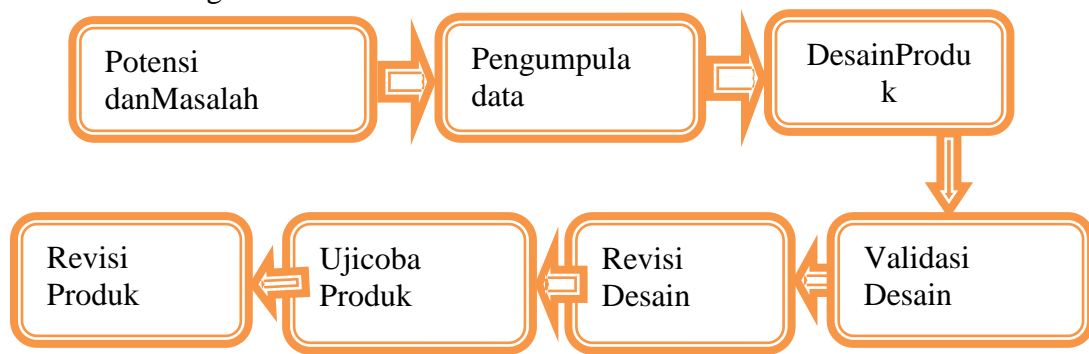 Potensi
danMasalah
Pengumpula
data
DesainProdu
k
Validasi
Desain
Revisi
Desain
Ujicoba
Produk
Revisi
Produk